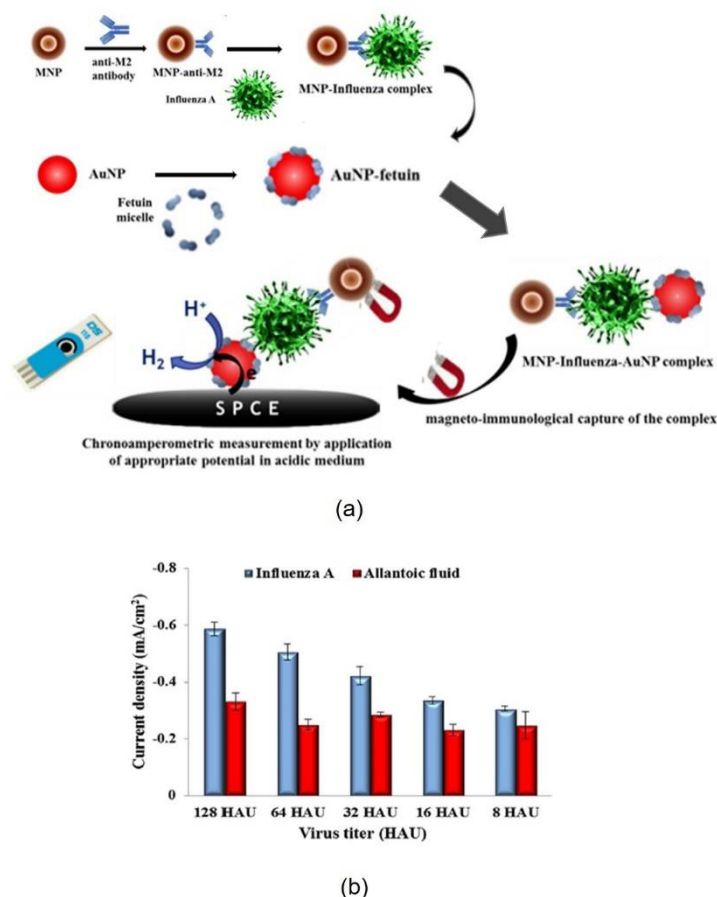 MNP
anti-M2
antibody
MNP-anti-M2
Influenza A
MNP-Influenza complex
AuNP
AuNP-fetuin
Fetuin
micelle
H⁺
H₂
e⁻
SPCE
MNP-Influenza-AuNP complex
magneto-immunological capture of the complex
Chronoamperometric measurement by application
of appropriate potential in acidic medium
(a)
Influenza A
Allantoic fluid
Current density (mA/cm²)
-0.8
-0.6
-0.4
-0.2
0
128 HAU
64 HAU
32 HAU
16 HAU
8 HAU
Virus titer (HAU)
(b)